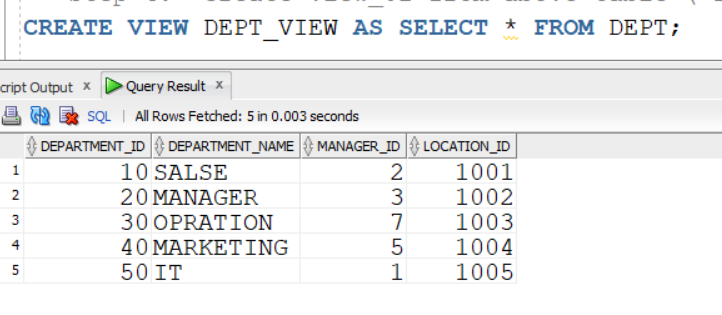 CREATE VIEW DEPT_VIEW AS SELECT * FROM DEPT;
cript Output x Query Result x
SQL | All Rows Fetched: 5 in 0.003 seconds
DEPARTMENT_ID DEPARTMENT_NAME MANAGER_ID LOCATION_ID
1 10 SALSE 2 1001
2 20 MANAGER 3 1002
3 30 OPRATION 7 1003
4 40 MARKETING 5 1004
5 50 IT 1 1005